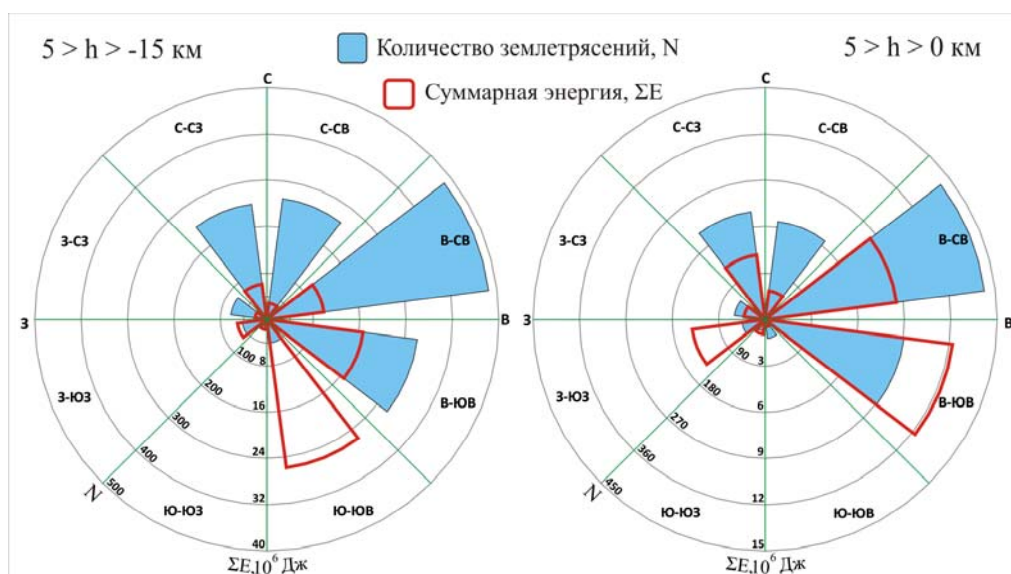 5 > h > -15 км
Количество землетрясений, N
5 > h > 0 км
Суммарная энергия, ΣE
С
С-СЗ
С-СВ
З-СЗ
В-СВ
З
В
З-ЮЗ
В-ЮВ
Ю-ЮЗ
Ю-ЮВ
100
200
300
400
500
N
8
16
24
32
40
ΣE,10⁶ Дж
С
С-СЗ
С-СВ
З-СЗ
В-СВ
З
В
З-ЮЗ
В-ЮВ
Ю-ЮЗ
Ю-ЮВ
90
180
270
360
450
N
3
6
9
12
15
ΣE,10⁶ Дж